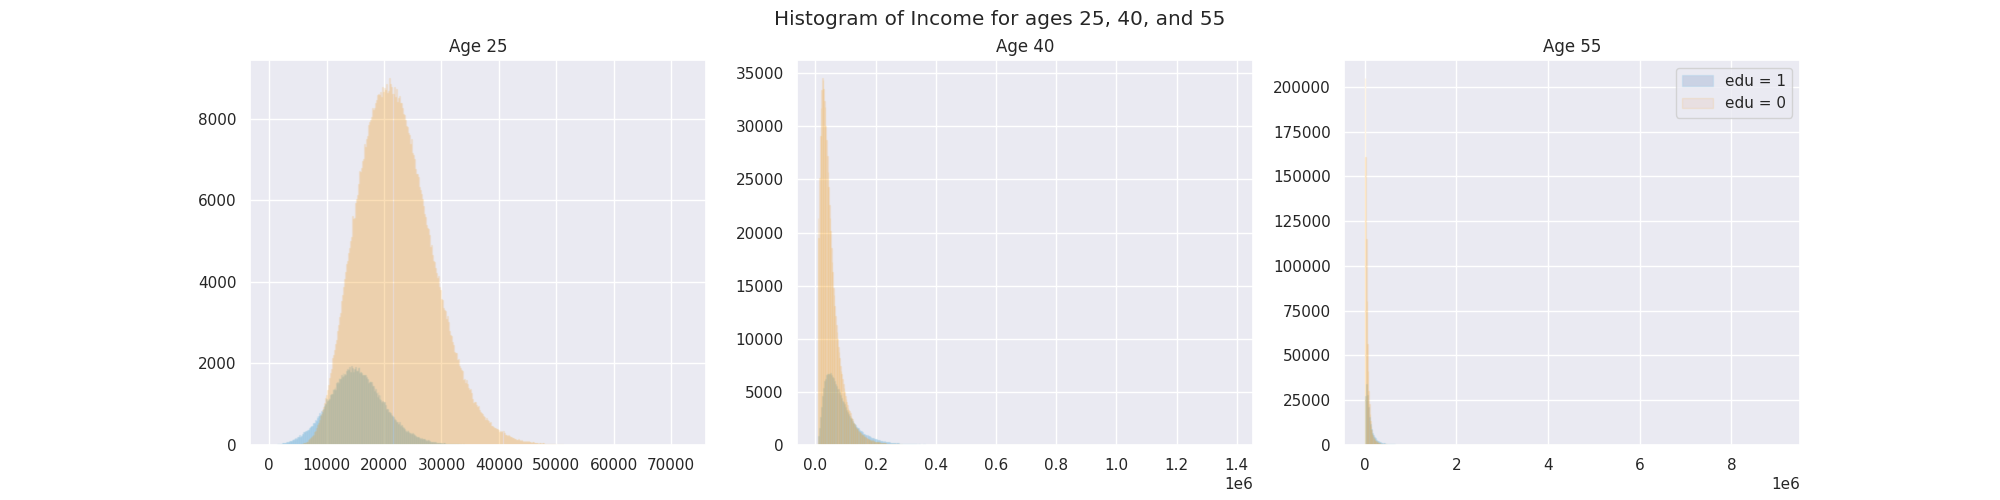 Histogram of Income for ages 25, 40, and 55
Age 25
8000
6000
4000
2000
0
0 10000 20000 30000 40000 50000 60000 70000
Age 40
35000
30000
25000
20000
15000
10000
5000
0
0.0 0.2 0.4 0.6 0.8 1.0 1.2 1.4
1e6
Age 55
edu = 1
edu = 0
200000
175000
150000
125000
100000
75000
50000
25000
0
0 2 4 6 8
1e6